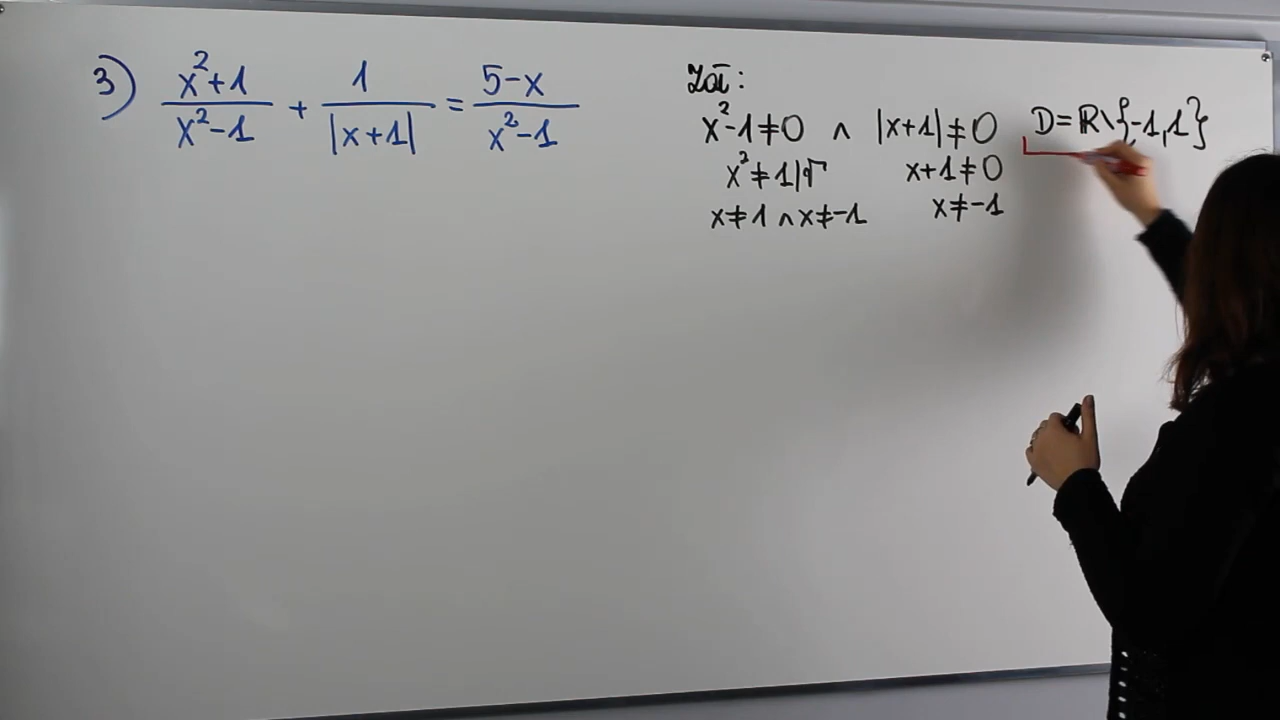 3) x²+1/x²-1 + 1/|x+1| = 5-x/x²-1
Zał:
x²-1≠0 ∧ |x+1|≠0 D=ℝ\{-1,1}
x²≠1|√ x+1≠0
x≠1 ∧ x≠-1 x≠-1